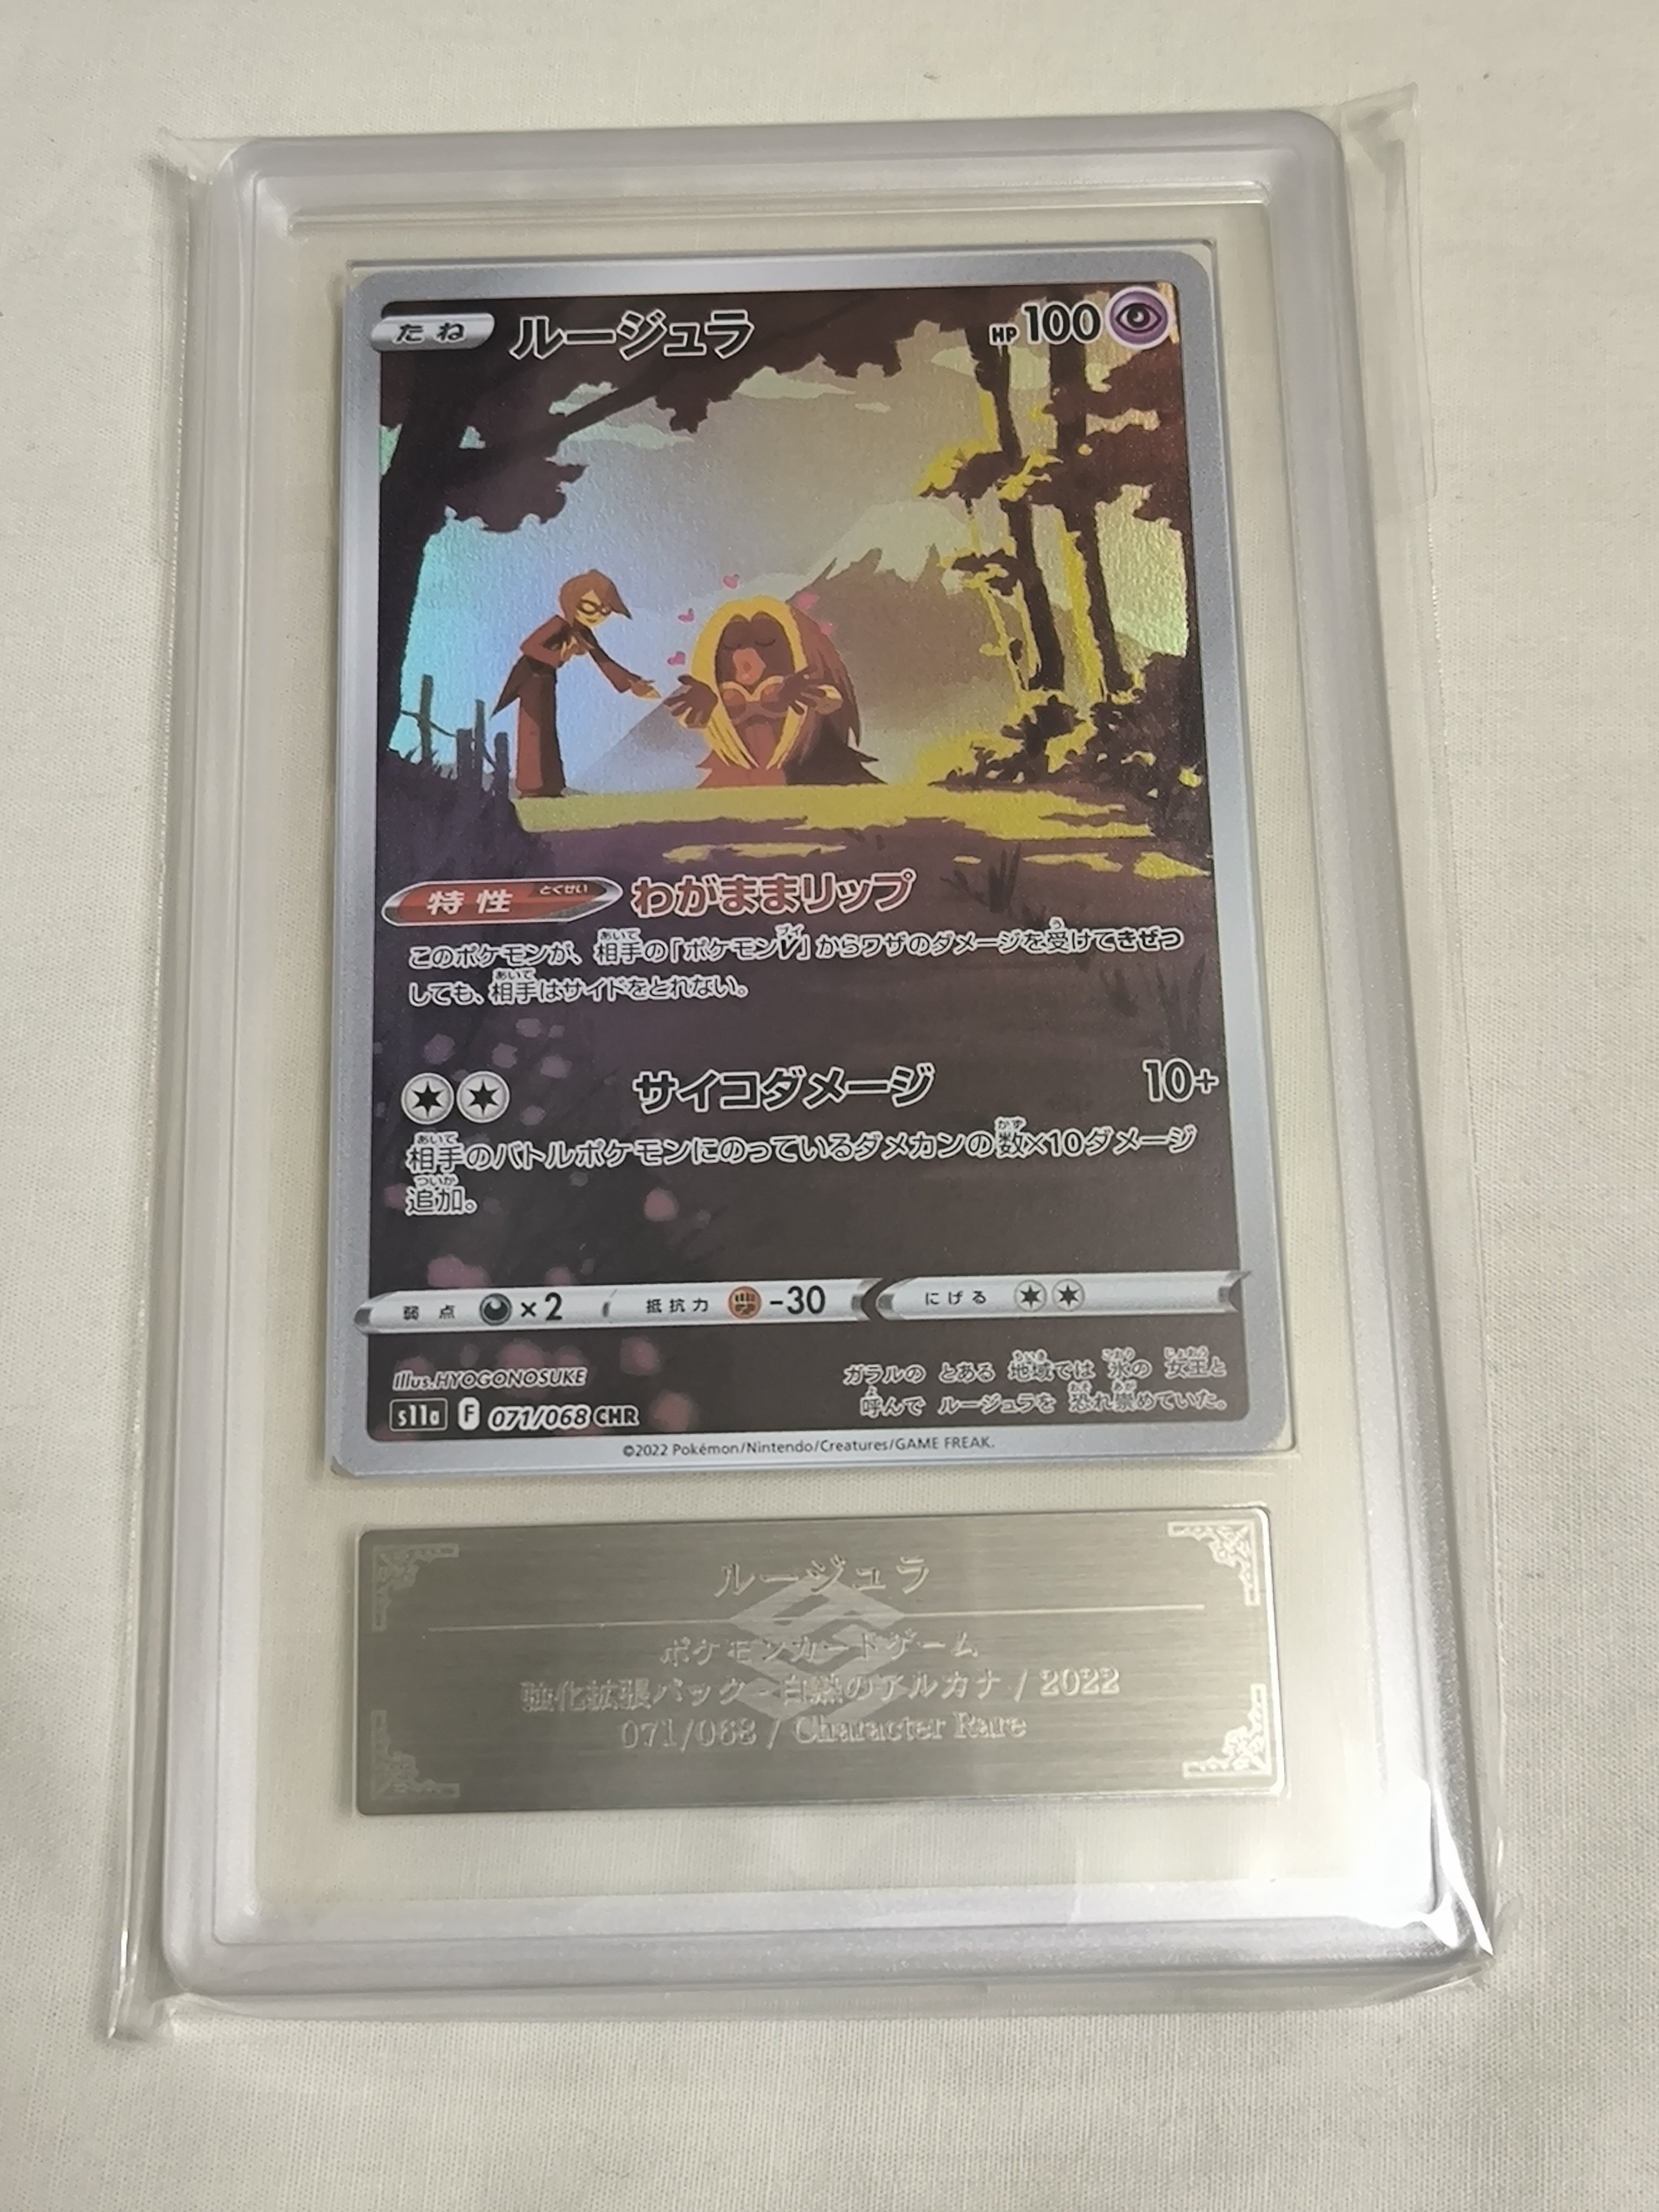 たね ルージュラ HP100
特性 とくせい わがままリップ
このポケモンが、相手の「ポケモンV」からワザのダメージを受けてきぜつ
しても、相手はサイドをとれない。
サイコダメージ 10+
相手のバトルポケモンにのっているダメカンの数×10ダメージ
追加。
弱点 ×2 抵抗力 -30 にげる
illus.HYOGONOSUKE
s11a F 071/068 CHR
ガラルの とある 地域では 氷の 女王と
呼んで ルージュラを 恐れ崇めていた。
©2022 Pokémon/Nintendo/Creatures/GAME FREAK.
ルージュラ
ポケモンカードゲーム
強化拡張パック - 白熱のアルカナ / 2022
071/068 / Character Rare